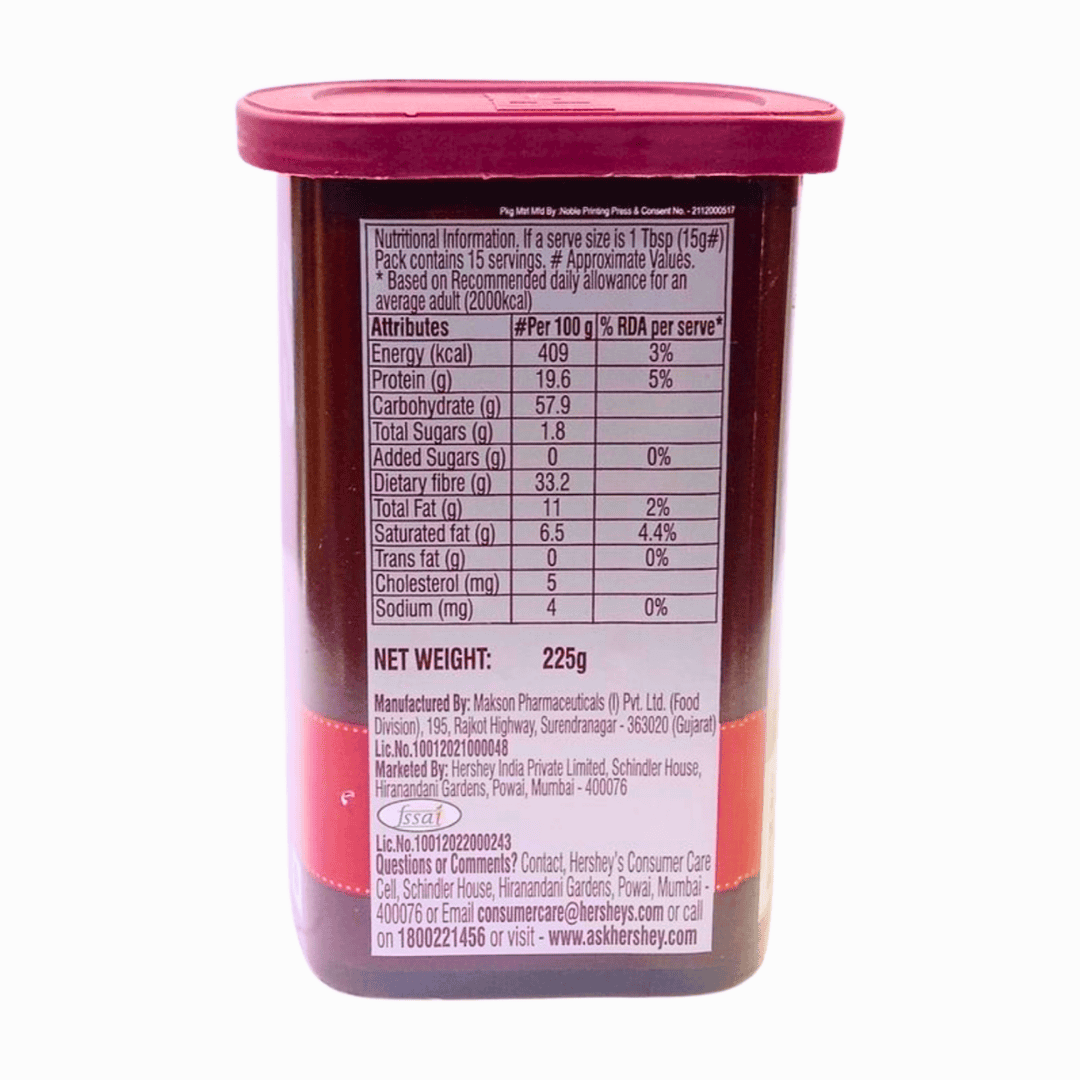 Pkg Mtrl Mfd By :Noble Printing Press & Consent No. - 2112000517
Nutritional Information. If a serve size is 1 Tbsp (15g#)
Pack contains 15 servings. # Approximate Values.
* Based on Recommended daily allowance for an
average adult (2000kcal)
Attributes #Per 100 g % RDA per serve*
Energy (kcal) 409 3%
Protein (g) 19.6 5%
Carbohydrate (g) 57.9
Total Sugars (g) 1.8
Added Sugars (g) 0 0%
Dietary fibre (g) 33.2
Total Fat (g) 11 2%
Saturated fat (g) 6.5 4.4%
Trans fat (g) 0 0%
Cholesterol (mg) 5
Sodium (mg) 4 0%
NET WEIGHT: 225g
Manufactured By: Makson Pharmaceuticals (I) Pvt. Ltd. (Food
Division), 195, Rajkot Highway, Surendranagar - 363020 (Gujarat)
Lic.No.10012021000048
Marketed By: Hershey India Private Limited, Schindler House,
Hiranandani Gardens, Powai, Mumbai - 400076
fssai
Lic.No.10012022000243
Questions or Comments? Contact, Hershey's Consumer Care
Cell, Schindler House, Hiranandani Gardens, Powai, Mumbai -
400076 or Email consumercare@hersheys.com or call
on 1800221456 or visit - www.askhershey.com